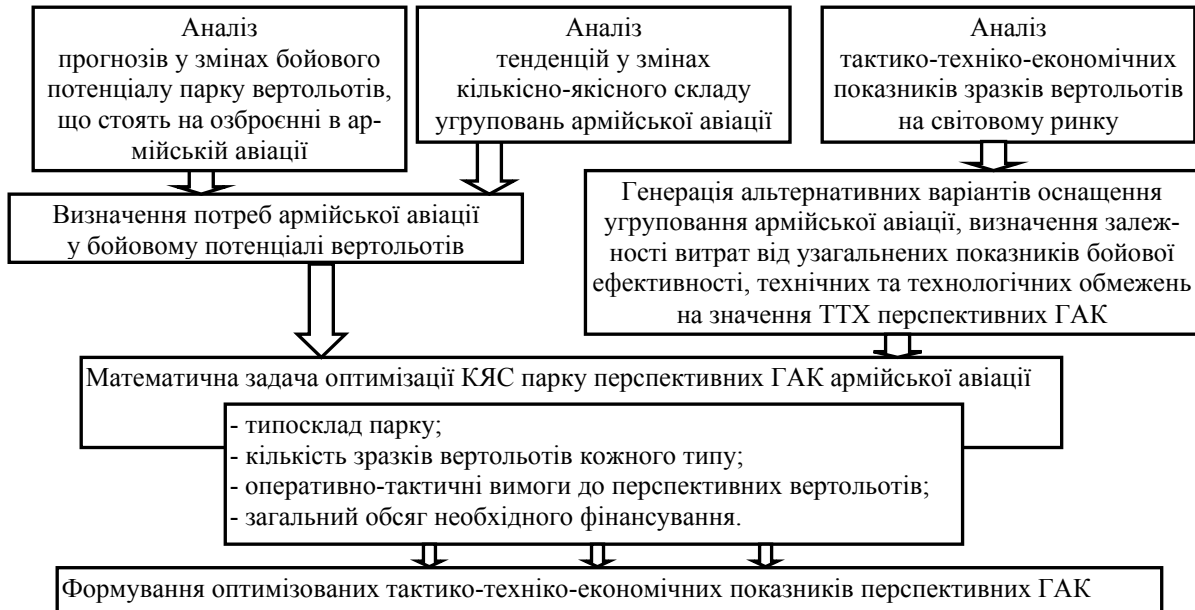 Аналіз
прогнозів у змінах бойового
потенціалу парку вертольотів,
що стоять на озброєнні в ар-
мійській авіації
Аналіз
тенденцій у змінах
кількісно-якісного складу
угруповань армійської авіації
Аналіз
тактико-техніко-економічних
показників зразків вертольотів
на світовому ринку
Визначення потреб армійської авіації
у бойовому потенціалі вертольотів
Генерація альтернативних варіантів оснащення
угруповання армійської авіації, визначення залеж-
ності витрат від узагальнених показників бойової
ефективності, технічних та технологічних обмежень
на значення ТТХ перспективних ГАК
Математична задача оптимізації КЯС парку перспективних ГАК армійської авіації
- типосклад парку;
- кількість зразків вертольотів кожного типу;
- оперативно-тактичні вимоги до перспективних вертольотів;
- загальний обсяг необхідного фінансування.
Формування оптимізованих тактико-техніко-економічних показників перспективних ГАК